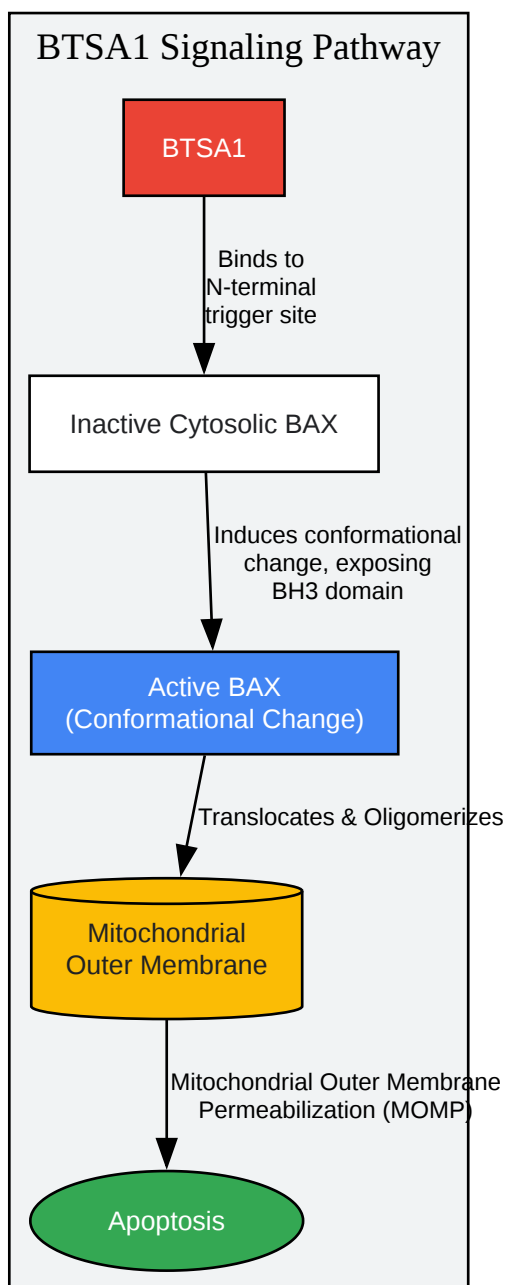 BTSA1 Signaling Pathway
BTSA1
Binds to
N-terminal
trigger site
Inactive Cytosolic BAX
Induces conformational
change, exposing
BH3 domain
Active BAX
(Conformational Change)
Translocates & Oligomerizes
Mitochondrial
Outer Membrane
Mitochondrial Outer Membrane
Permeabilization (MOMP)
Apoptosis